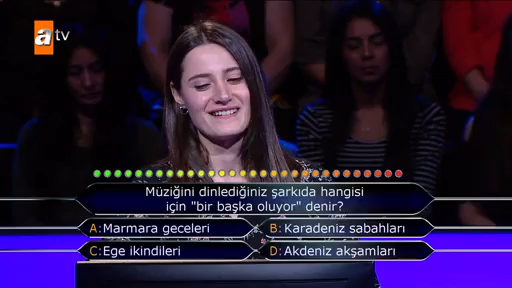 atv
Müziğini dinlediğiniz şarkıda hangisi
için "bir başka oluyor" denir?
A: Marmara geceleri
B: Karadeniz sabahları
C: Ege ikindileri
D: Akdeniz akşamları